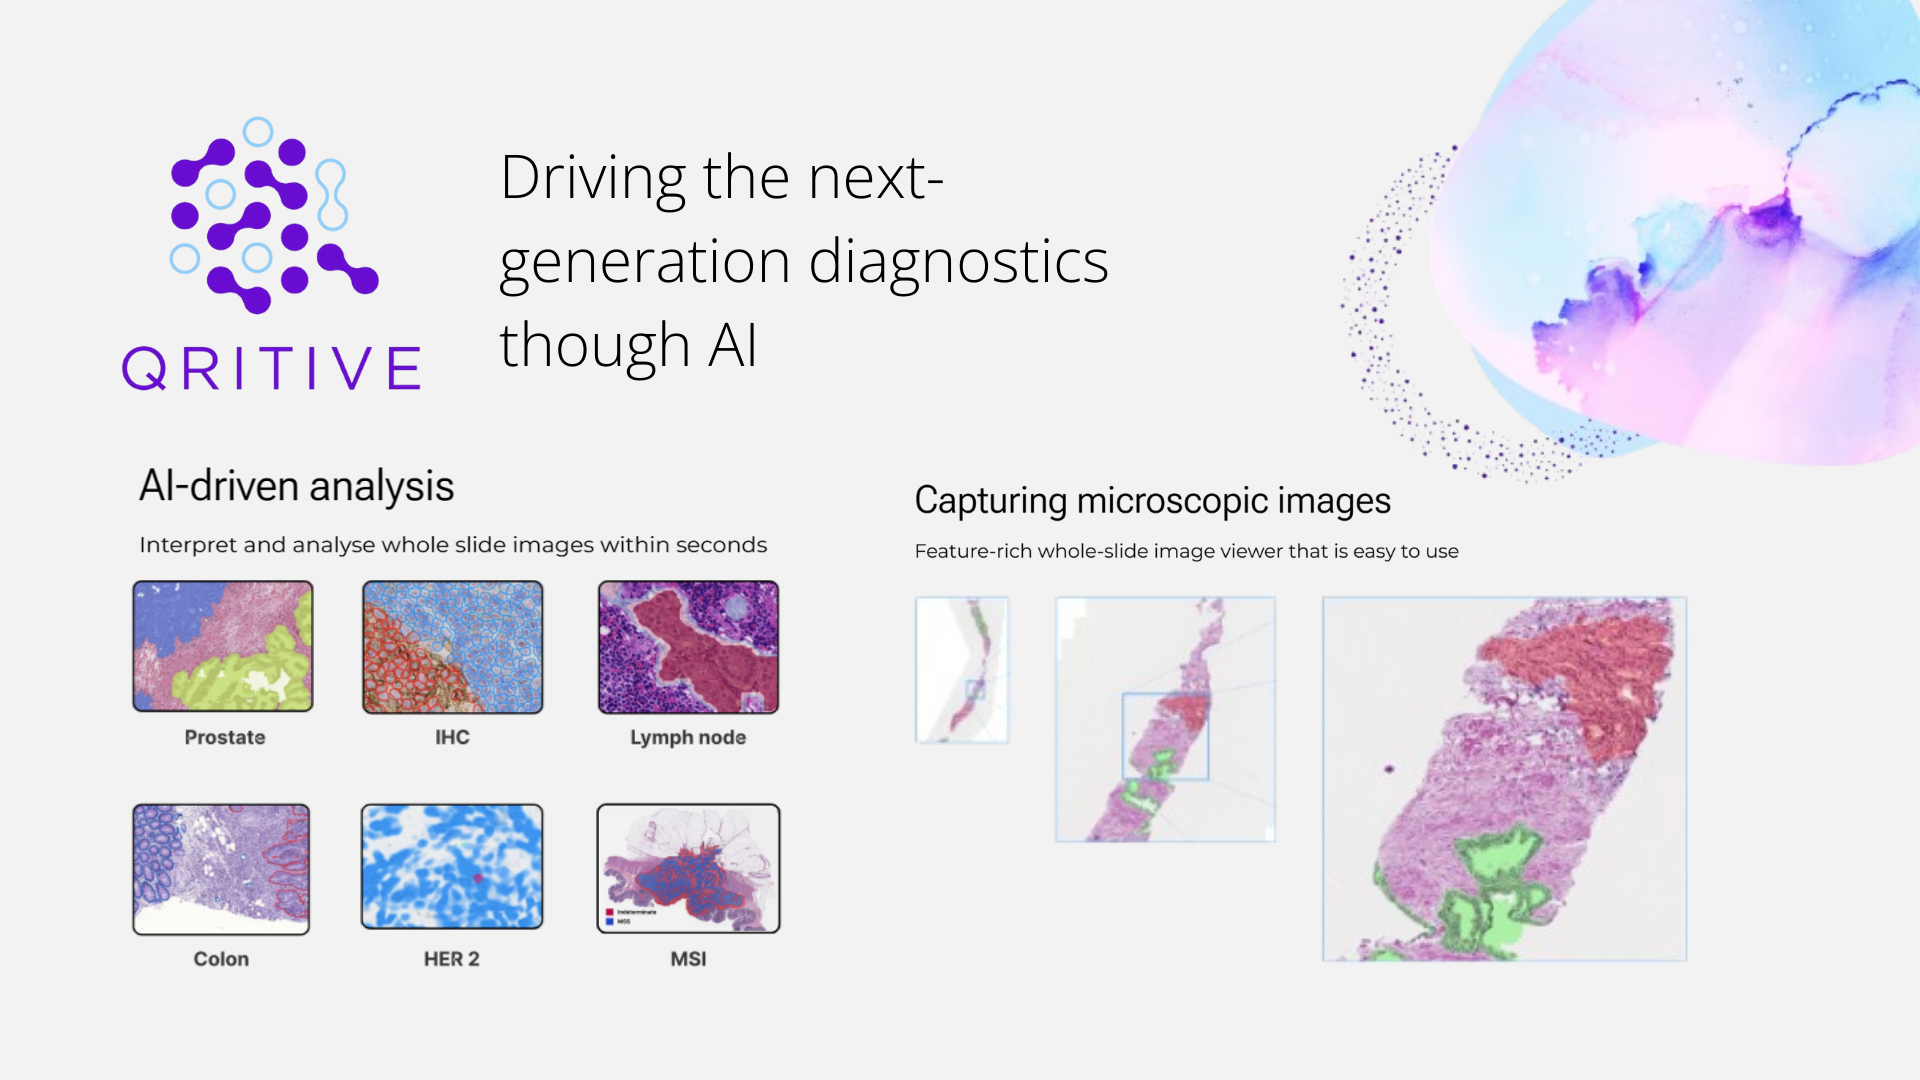 QRITIVE
Driving the next-
generation diagnostics
though AI
AI-driven analysis
Interpret and analyse whole slide images within seconds
Prostate
IHC
Lymph node
Colon
HER 2
Indeterminate
MSS
MSI
Capturing microscopic images
Feature-rich whole-slide image viewer that is easy to use